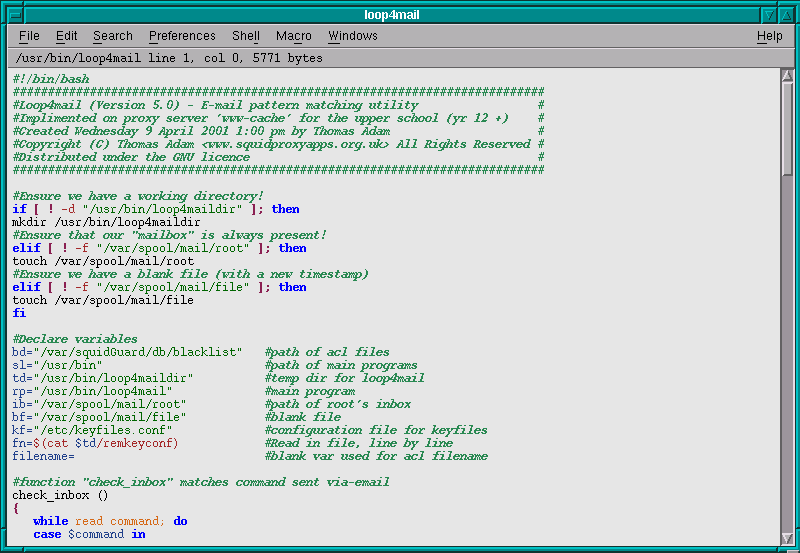 loop4mail
File Edit Search Preferences Shell Macro Windows Help
/usr/bin/loop4mail line 1, col 0, 5771 bytes
#!/bin/bash
############################################################################
#Loop4mail (Version 5.0) - E-mail pattern matching utility #
#Implimented on proxy server 'www-cache' for the upper school (yr 12 +) #
#Created Wednesday 9 April 2001 1:00 pm by Thomas Adam #
#Copyright (C) Thomas Adam <www.squidproxyapps.org.uk> All Rights Reserved #
#Distributed under the GNU licence #
############################################################################
#Ensure we have a working directory!
if [ ! -d "/usr/bin/loop4maildir" ]; then
mkdir /usr/bin/loop4maildir
#Ensure that our "mailbox" is always present!
elif [ ! -f "/var/spool/mail/root" ]; then
touch /var/spool/mail/root
#Ensure we have a blank file (with a new timestamp)
elif [ ! -f "/var/spool/mail/file" ]; then
touch /var/spool/mail/file
fi
#Declare variables
bd="/var/squidGuard/db/blacklist" #path of acl files
sl="/usr/bin" #path of main programs
td="/usr/bin/loop4maildir" #temp dir for loop4mail
rp="/usr/bin/loop4mail" #main program
ib="/var/spool/mail/root" #path of root's inbox
bf="/var/spool/mail/file" #blank file
kf="/etc/keyfiles.conf" #configuration file for keyfiles
fn=$(cat $td/remkeyconf) #Read in file, line by line
filename= #blank var used for acl filename
#function "check_inbox" matches command sent via-email
check_inbox ()
{
while read command; do
case $command in